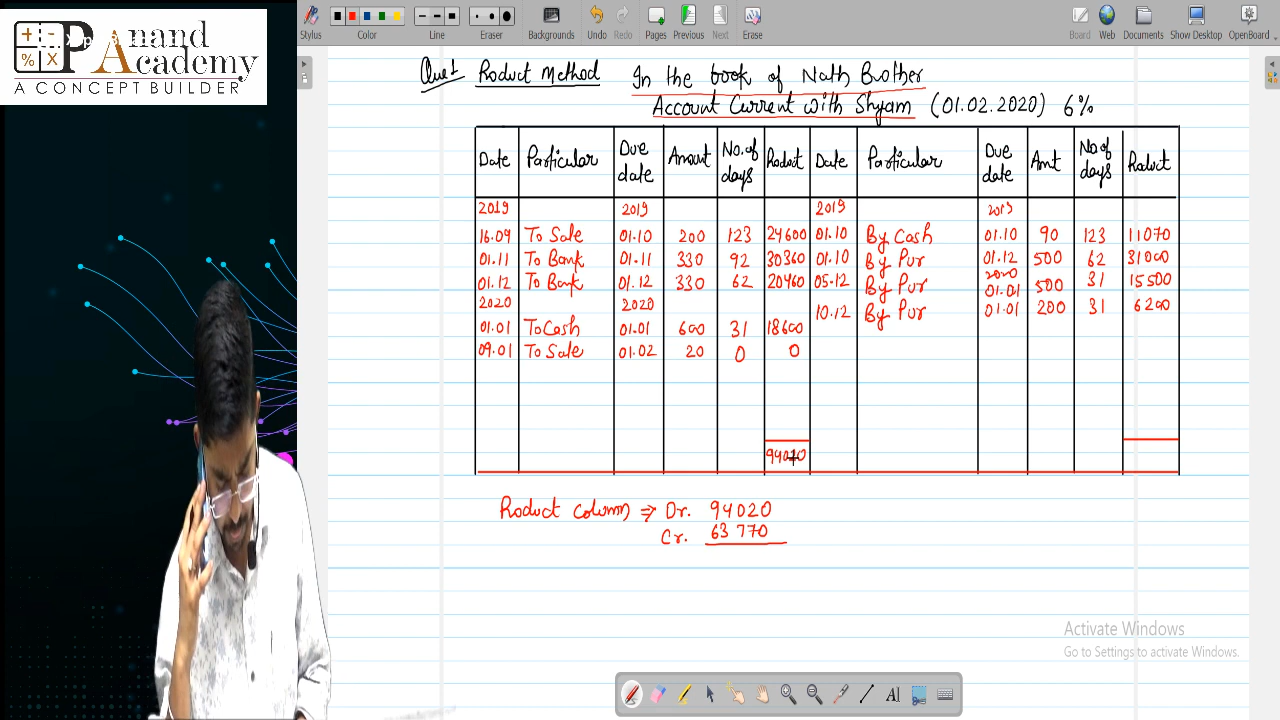 Anand
Academy
A CONCEPT BUILDER
Stylus
Color
Line
Eraser
Backgrounds
Undo
Redo
Pages
Previous
Next
Erase
Board
Web
Documents
Show Desktop
OpenBoard
Que1 Product Method In the book of Nath Brother
Account Current with Shyam (01.02.2020) 6%
Date Particular Due date Amount No. of days Product Date Particular Due date Amt No of days Product
2019 2019 2019 2019
16.09 To Sale 01.10 200 123 24600 01.10 By Cash 01.10 90 123 11070
01.11 To Bank 01.11 330 92 30360 01.10 By Pur 01.12 500 62 31000
01.12 To Bank 01.12 330 62 20460 05.12 By Pur 2020 01.01 500 31 15500
2020 2020 10.12 By Pur 01.01 200 31 6200
01.01 To Cash 01.01 600 31 18600
09.01 To Sale 01.02 20 0 0
94020
Product Column ⇒ Dr. 94020
Cr. 63770
Activate Windows
Go to Settings to activate Windows.